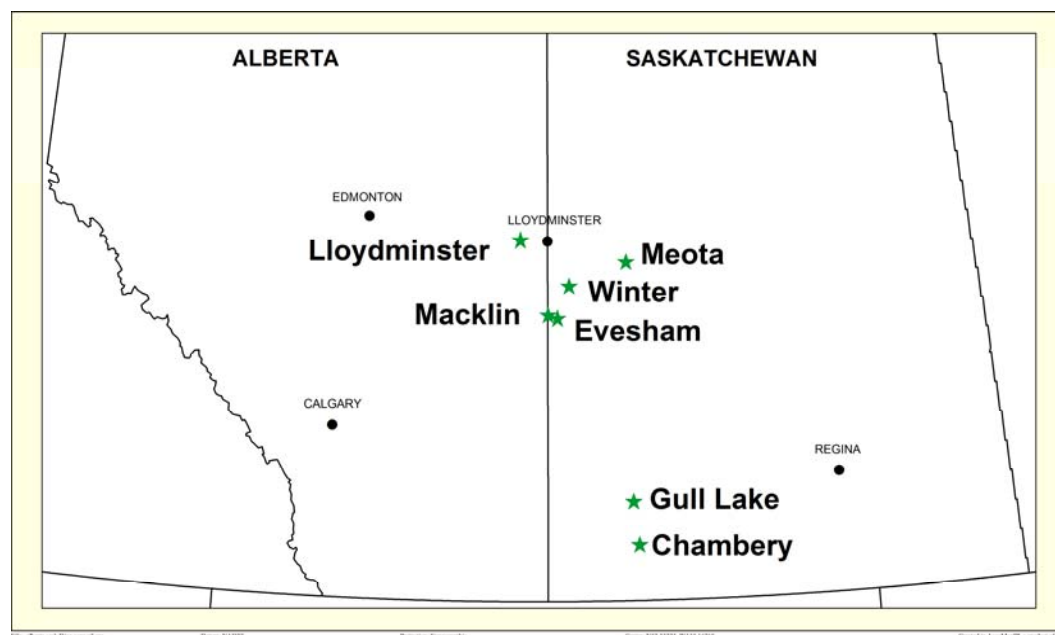 ALBERTA
SASKATCHEWAN
EDMONTON
LLOYDMINSTER
Lloydminster
Meota
Winter
Macklin
Evesham
CALGARY
REGINA
Gull Lake
Chambery